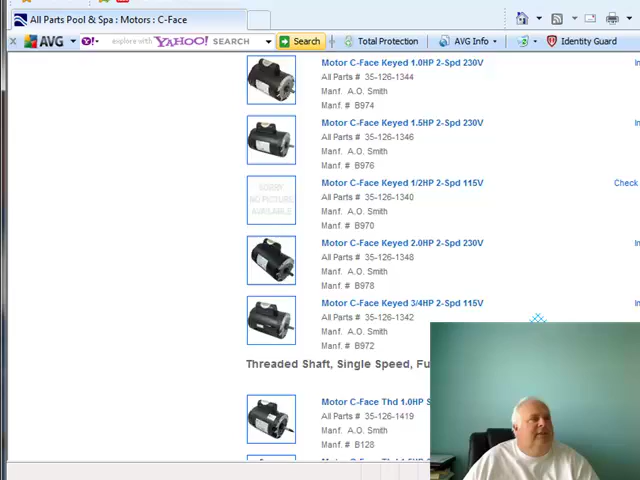 All Parts Pool & Spa : Motors : C-Face
AVG Y! explore with YAHOO! SEARCH Search Total Protection AVG Info Identity Guard
Motor C-Face Keyed 1.0HP 2-Spd 230V
All Parts # 35-126-1344
Manf. A.O. Smith
Manf. # B974
Motor C-Face Keyed 1.5HP 2-Spd 230V
All Parts # 35-126-1346
Manf. A.O. Smith
Manf. # B976
SORRY
NO PICTURE
AVAILABLE
Motor C-Face Keyed 1/2HP 2-Spd 115V
Check
All Parts # 35-126-1340
Manf. A.O. Smith
Manf. # B970
Motor C-Face Keyed 2.0HP 2-Spd 230V
All Parts # 35-126-1348
Manf. A.O. Smith
Manf. # B978
Motor C-Face Keyed 3/4HP 2-Spd 115V
All Parts # 35-126-1342
Manf. A.O. Smith
Manf. # B972
Threaded Shaft, Single Speed, Fu
Motor C-Face Thd 1.0HP S
All Parts # 35-126-1419
Manf. A.O. Smith
Manf. # B128